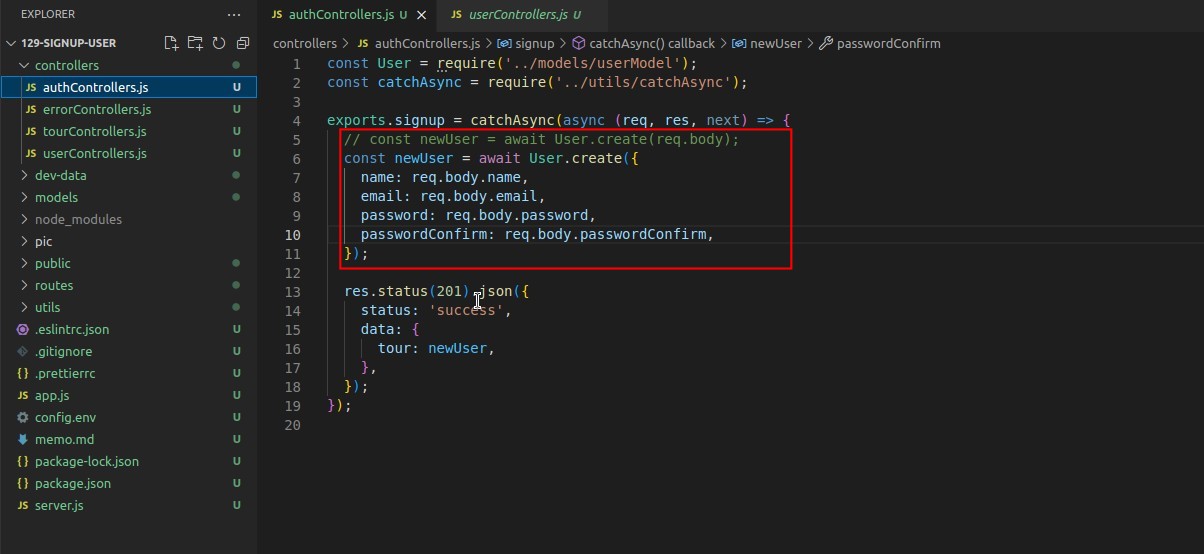 EXPLORER
129-SIGNUP-USER
controllers
JS authControllers.js U
JS errorControllers.js U
JS tourControllers.js U
JS userControllers.js U
dev-data
models
node_modules
pic
public
routes
utils
.eslintrc.json U
.gitignore U
{} .prettierrc U
JS app.js U
config.env U
memo.md U
{} package-lock.json U
{} package.json U
JS server.js U
JS authControllers.js U
JS userControllers.js U
controllers > JS authControllers.js > signup > catchAsync() callback > newUser > passwordConfirm
1 const User = require('../models/userModel');
2 const catchAsync = require('../utils/catchAsync');
3
4 exports.signup = catchAsync(async (req, res, next) => {
5 // const newUser = await User.create(req.body);
6 const newUser = await User.create({
7 name: req.body.name,
8 email: req.body.email,
9 password: req.body.password,
10 passwordConfirm: req.body.passwordConfirm,
11 });
12
13 res.status(201).json({
14 status: 'success',
15 data: {
16 tour: newUser,
17 },
18 });
19 });
20